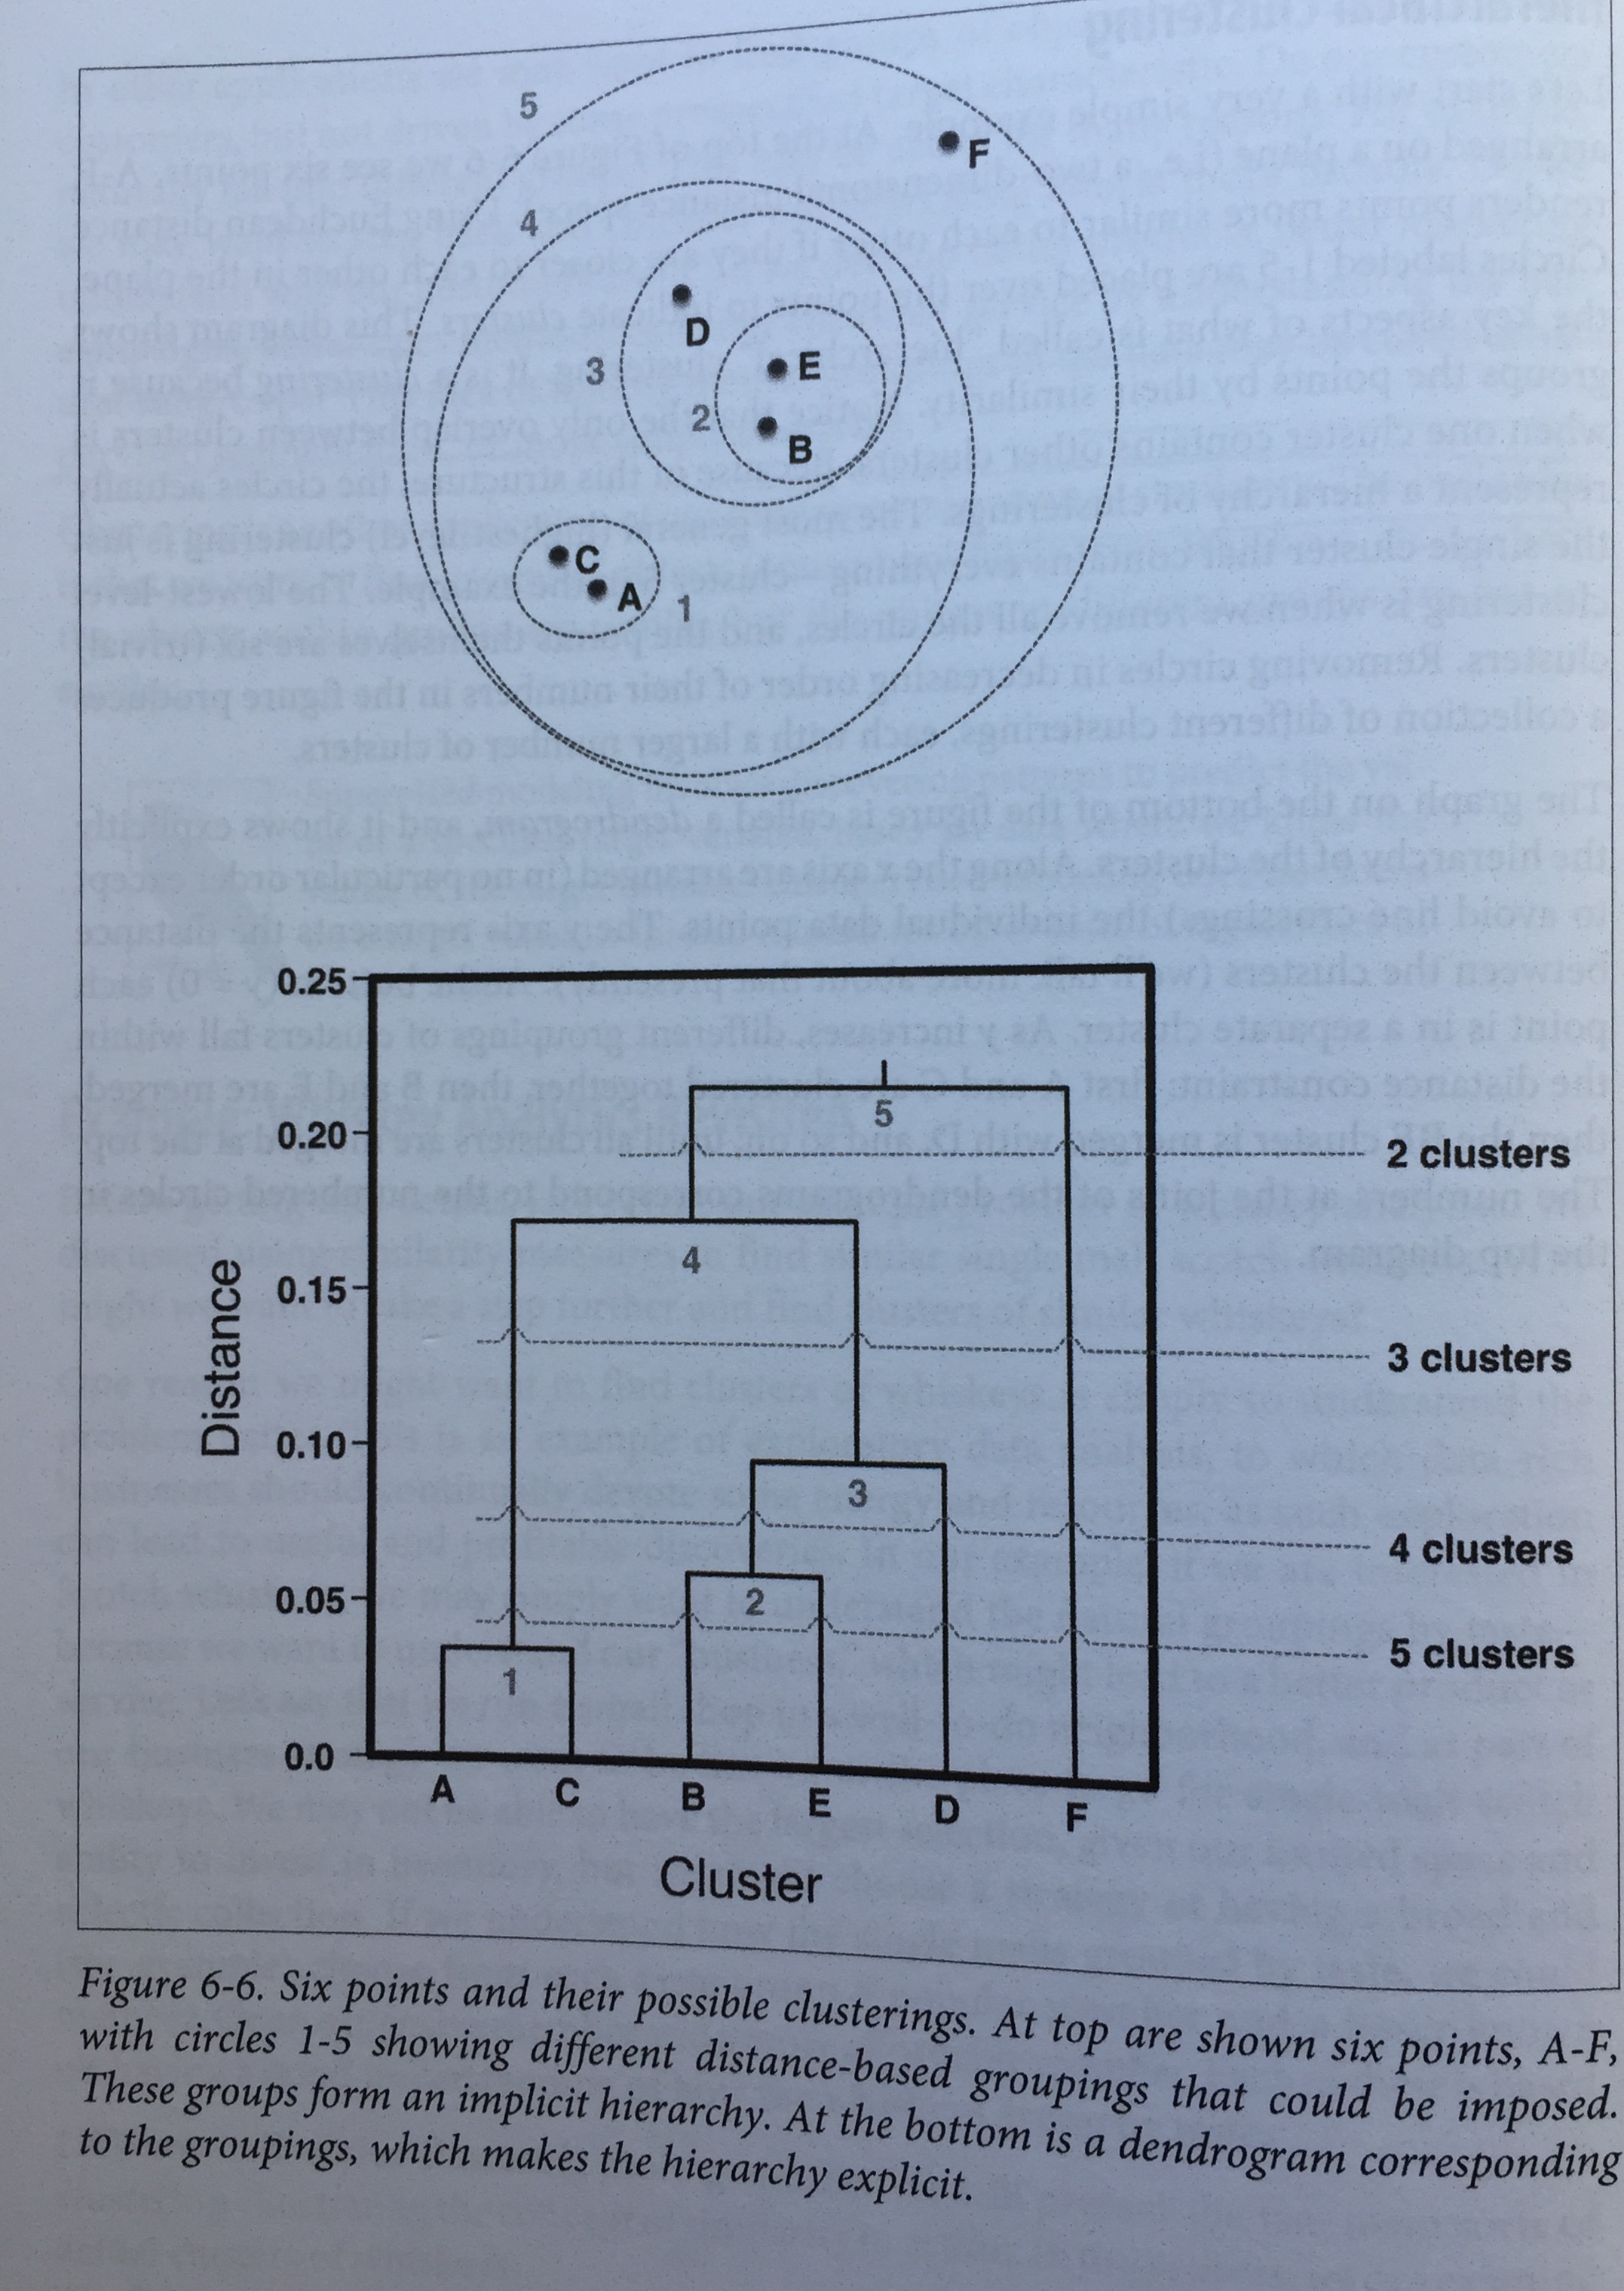 5
F
4
D
3
E
2
B
C
A
1
0.25
5
0.20
2 clusters
4
0.15
3 clusters
Distance
0.10
3
4 clusters
0.05
2
5 clusters
1
0.0
A C B E D F
Cluster
Figure 6-6. Six points and their possible clusterings. At top are shown six points, A-F,
with circles 1-5 showing different distance-based groupings that could be imposed.
These groups form an implicit hierarchy. At the bottom is a dendrogram corresponding
to the groupings, which makes the hierarchy explicit.